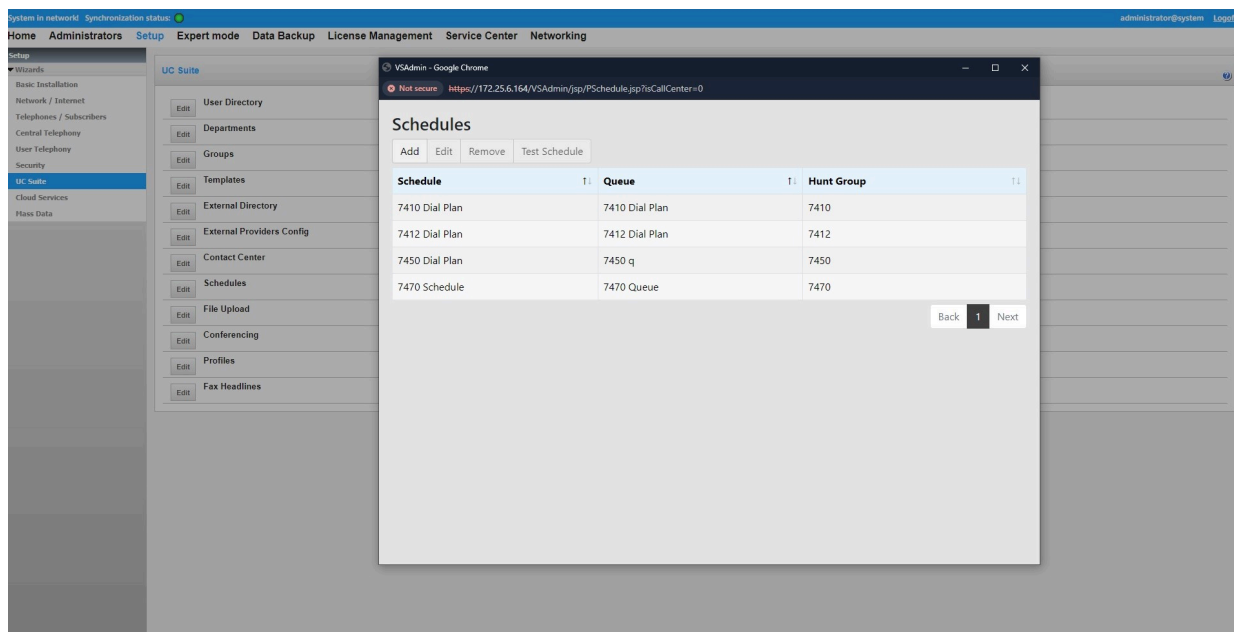 System in network! Synchronization status:
administrator@system Logoff
Home Administrators Setup Expert mode Data Backup License Management Service Center Networking
Setup
Wizards
Basic Installation
Network / Internet
Telephones / Subscribers
Central Telephony
User Telephony
Security
UC Suite
Cloud Services
Mass Data
UC Suite
Edit User Directory
Edit Departments
Edit Groups
Edit Templates
Edit External Directory
Edit External Providers Config
Edit Contact Center
Edit Schedules
Edit File Upload
Edit Conferencing
Edit Profiles
Edit Fax Headlines
VSAdmin - Google Chrome
Not secure https://172.25.6.164/VSAdmin/jsp/PSchedule.jsp?isCallCenter=0
Schedules
Add Edit Remove Test Schedule
Schedule Queue Hunt Group
7410 Dial Plan 7410 Dial Plan 7410
7412 Dial Plan 7412 Dial Plan 7412
7450 Dial Plan 7450 q 7450
7470 Schedule 7470 Queue 7470
Back 1 Next